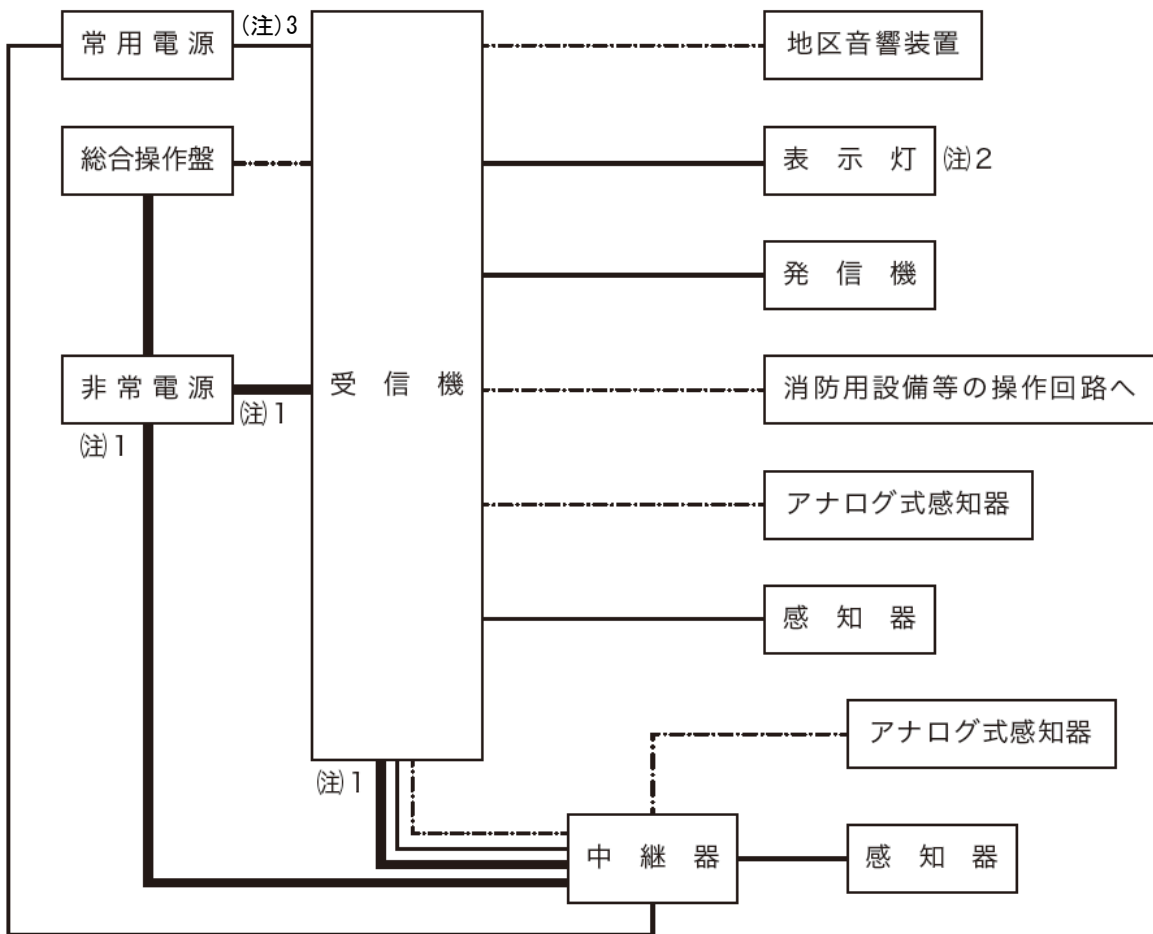 常用電源
(注)3
地区音響装置
総合操作盤
表示灯
(注)2
発信機
非常電源
(注)1
(注)1
受信機
消防用設備等の操作回路へ
アナログ式感知器
感知器
アナログ式感知器
(注)1
中継器
感知器